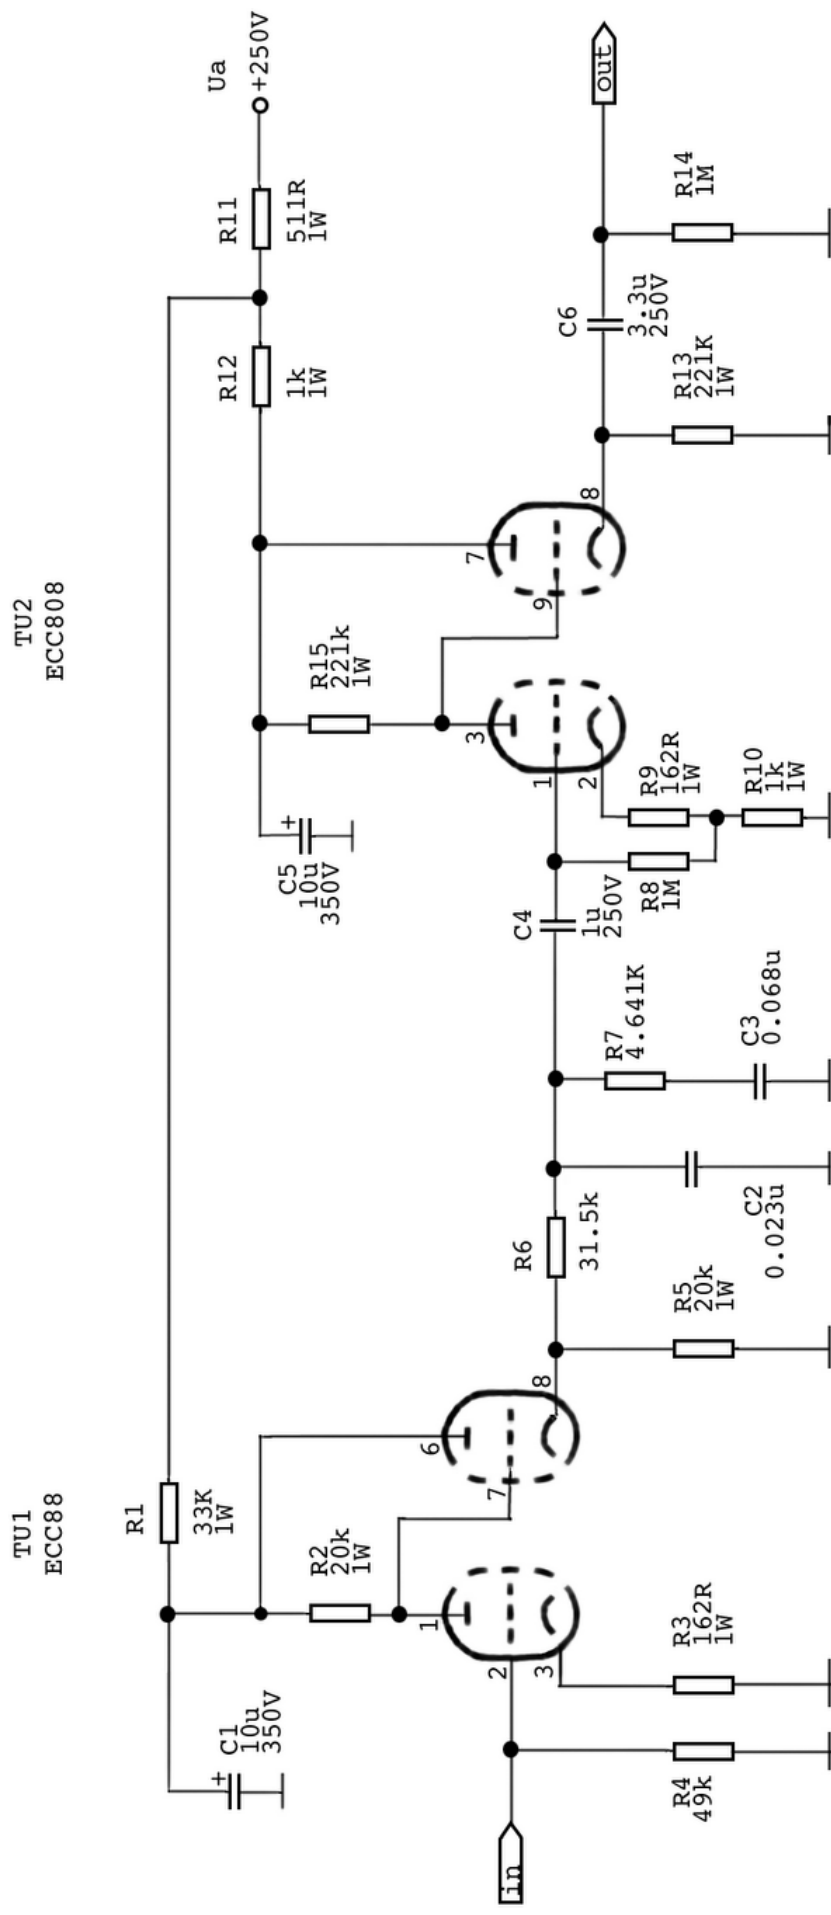 TU1
ECC88
TU2
ECC808
Ua
+250V
R1
33K
1W
R11
511R
1W
R12
1k
1W
C1
+
10u
350V
R2
20k
1W
C5
+
10u
350V
R15
221k
1W
in
R4
49k
R3
162R
1W
2
3
1
7
6
8
R5
20k
1W
R6
31.5k
C2
0.023u
R7
4.641K
C3
0.068u
C4
1u
250V
R8
1M
R9
162R
1W
R10
1k
1W
1
2
3
9
7
8
R13
221K
1W
C6
3.3u
250V
R14
1M
out